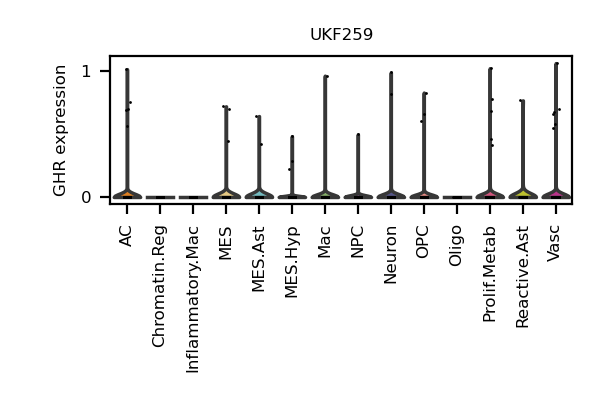 UKF259
GHR expression
1
0
AC
Chromatin.Reg
Inflammatory.Mac
MES
MES.Ast
MES.Hyp
Mac
NPC
Neuron
OPC
Oligo
Prolif.Metab
Reactive.Ast
Vasc